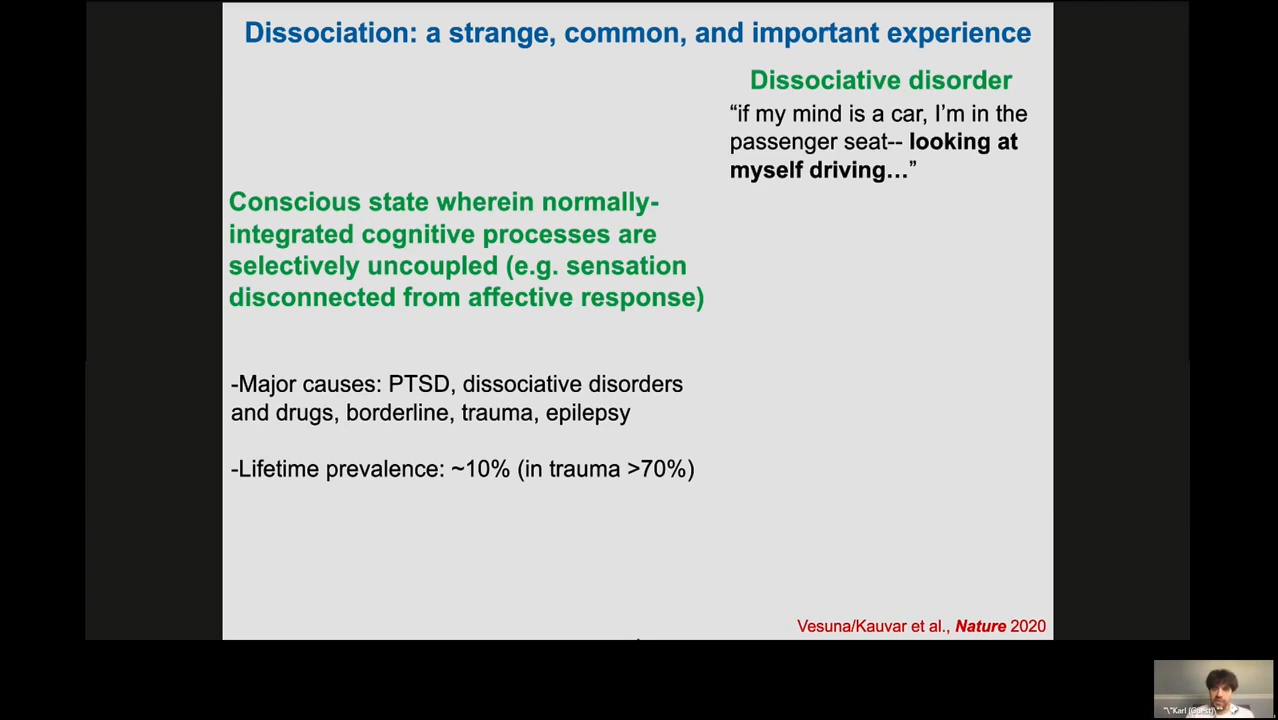 Dissociation: a strange, common, and important experience
Dissociative disorder
“if my mind is a car, I’m in the
passenger seat-- looking at
myself driving…”
Conscious state wherein normally-
integrated cognitive processes are
selectively uncoupled (e.g. sensation
disconnected from affective response)
-Major causes: PTSD, dissociative disorders
and drugs, borderline, trauma, epilepsy
-Lifetime prevalence: ~10% (in trauma >70%)
Vesuna/Kauvar et al., Nature 2020
"\"Karl (Guest)\""